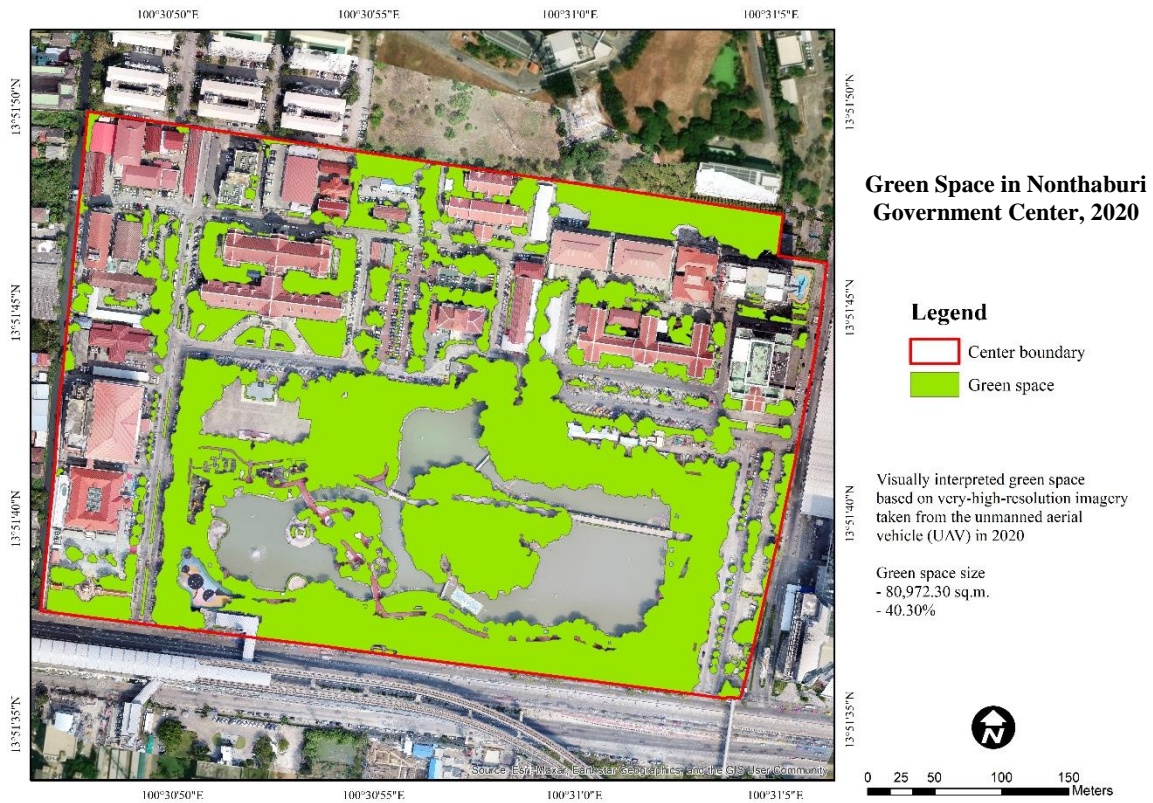 100°30'50"E
100°30'55"E
100°31'0"E
100°31'5"E
13°51'50"N
13°51'50"N
13°51'45"N
13°51'45"N
13°51'40"N
13°51'40"N
13°51'35"N
13°51'35"N
Green Space in Nonthaburi
Government Center, 2020
Legend
Center boundary
Green space
Visually interpreted green space
based on very-high-resolution imagery
taken from the unmanned aerial
vehicle (UAV) in 2020
Green space size
- 80,972.30 sq.m.
- 40.30%
N
0 25 50 100 150
Meters
Source: Esri, Maxar, Earthstar Geographics, and the GIS User Community
100°30'50"E
100°30'55"E
100°31'0"E
100°31'5"E